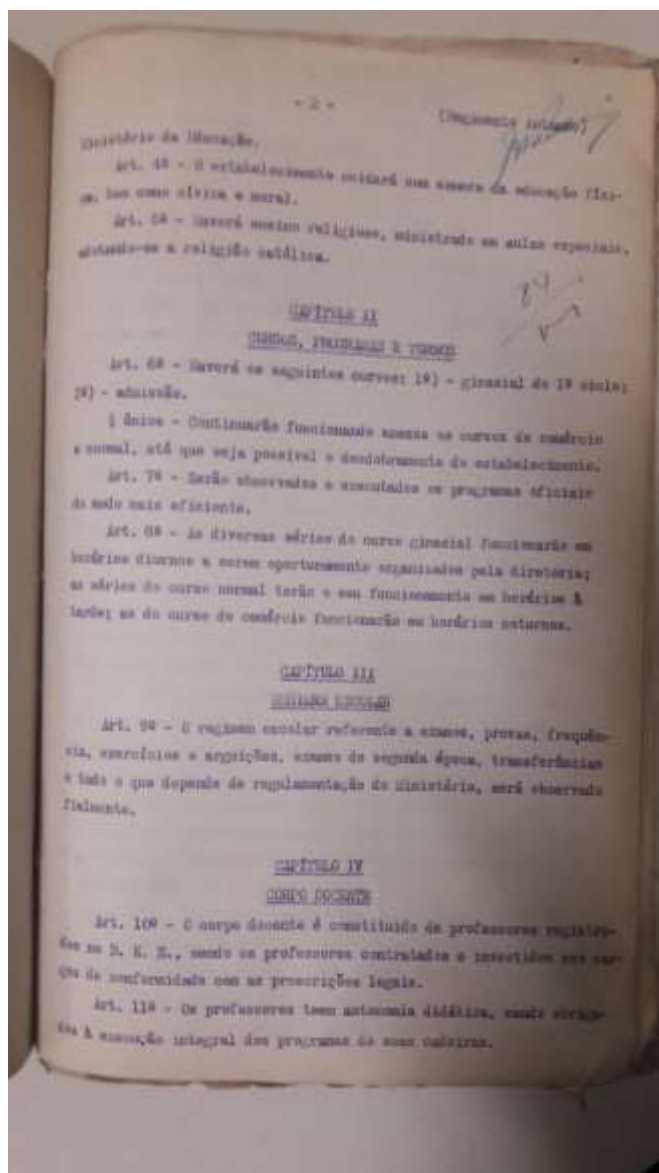 - 2 -
(Regimento interno)
Ministério da Educação.
Art. 4º - O estabelecimento cuidará com esmero da educação físi-
ca, bem como cívica e moral.
Art. 5º - Haverá ensino religioso, ministrado em aulas especiais,
adotando-se a religião católica.
CAPÍTULO II
CURSOS, PROGRAMAS E TURMAS
Art. 6º - Haverá os seguintes cursos: 1º) - ginasial do 1º ciclo;
2º) - admissão.
§ único - Continuarão funcionando anexos os cursos de comércio
e normal, até que seja possível o desdobramento do estabelecimento.
Art. 7º - Serão observados e executados os programas oficiais
do modo mais eficiente.
Art. 8º - As diversas séries do curso ginasial funcionarão em
horários diurnos a serem oportunamente organizados pela diretoria;
as séries do curso normal terão o seu funcionamento em horários à
tarde; as do curso de comércio funcionarão em horários noturnos.
CAPÍTULO III
REGIMEN ESCOLAR
Art. 9º - O regimen escolar referente a exames, provas, frequên-
cia, exercícios e arguições, exames de segunda época, transferências
e tudo o que depende de regulamentação do Ministério, será observado
fielmente.
CAPÍTULO IV
CORPO DOCENTE
Art. 10º - O corpo docente é constituído de professores registra-
dos no D. N. E., sendo os professores contratados e investidos nos car-
gos de conformidade com as prescrições legais.
Art. 11º - Os professores teem autonomia didática, sendo obriga-
dos à execução integral dos programas de suas cadeiras.